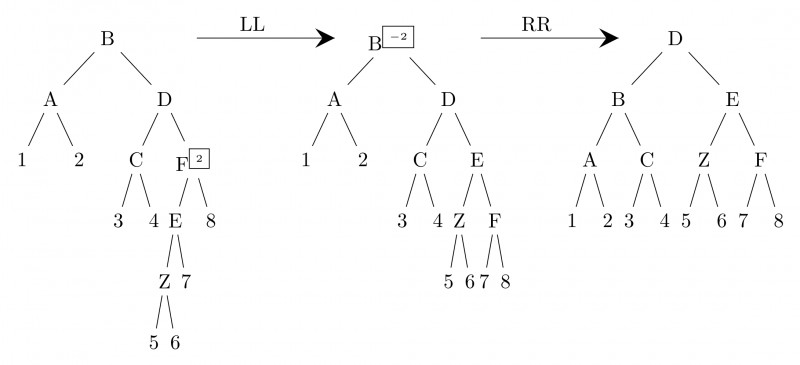 LL RR
B B -2 D
A D A D B E
1 2 C F 2 1 2 C E A C Z F
3 4 E 8 3 4 Z F 1 2 3 4 5 6 7 8
Z 7 5 6 7 8
5 6